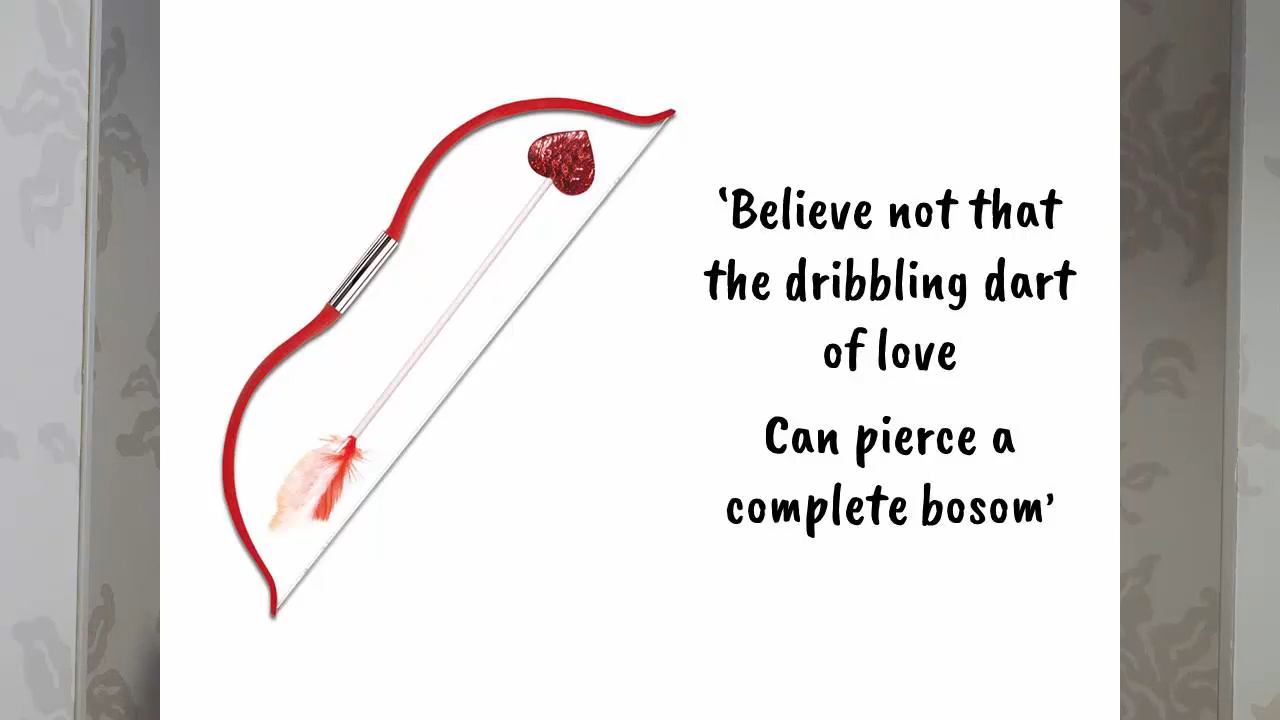 ‘Believe not that
the dribbling dart
of love
Can pierce a
complete bosom’